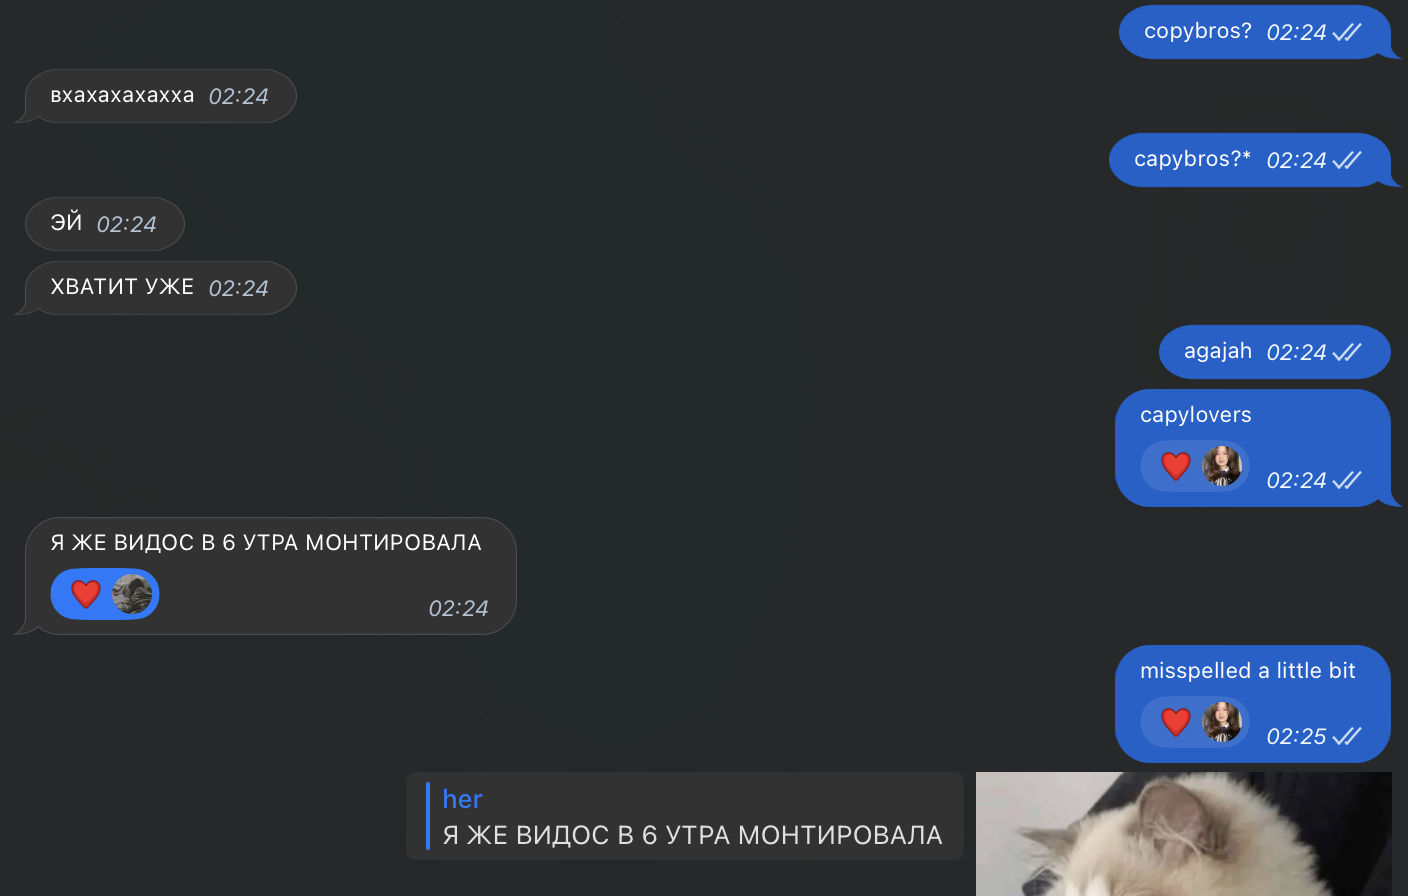 copybros? 02:24
вхахахахахха 02:24
capybros?* 02:24
ЭЙ 02:24
ХВАТИТ УЖЕ 02:24
agajah 02:24
capylovers
02:24
Я ЖЕ ВИДОС В 6 УТРА МОНТИРОВАЛА
02:24
misspelled a little bit
02:25
her
Я ЖЕ ВИДОС В 6 УТРА МОНТИРОВАЛА